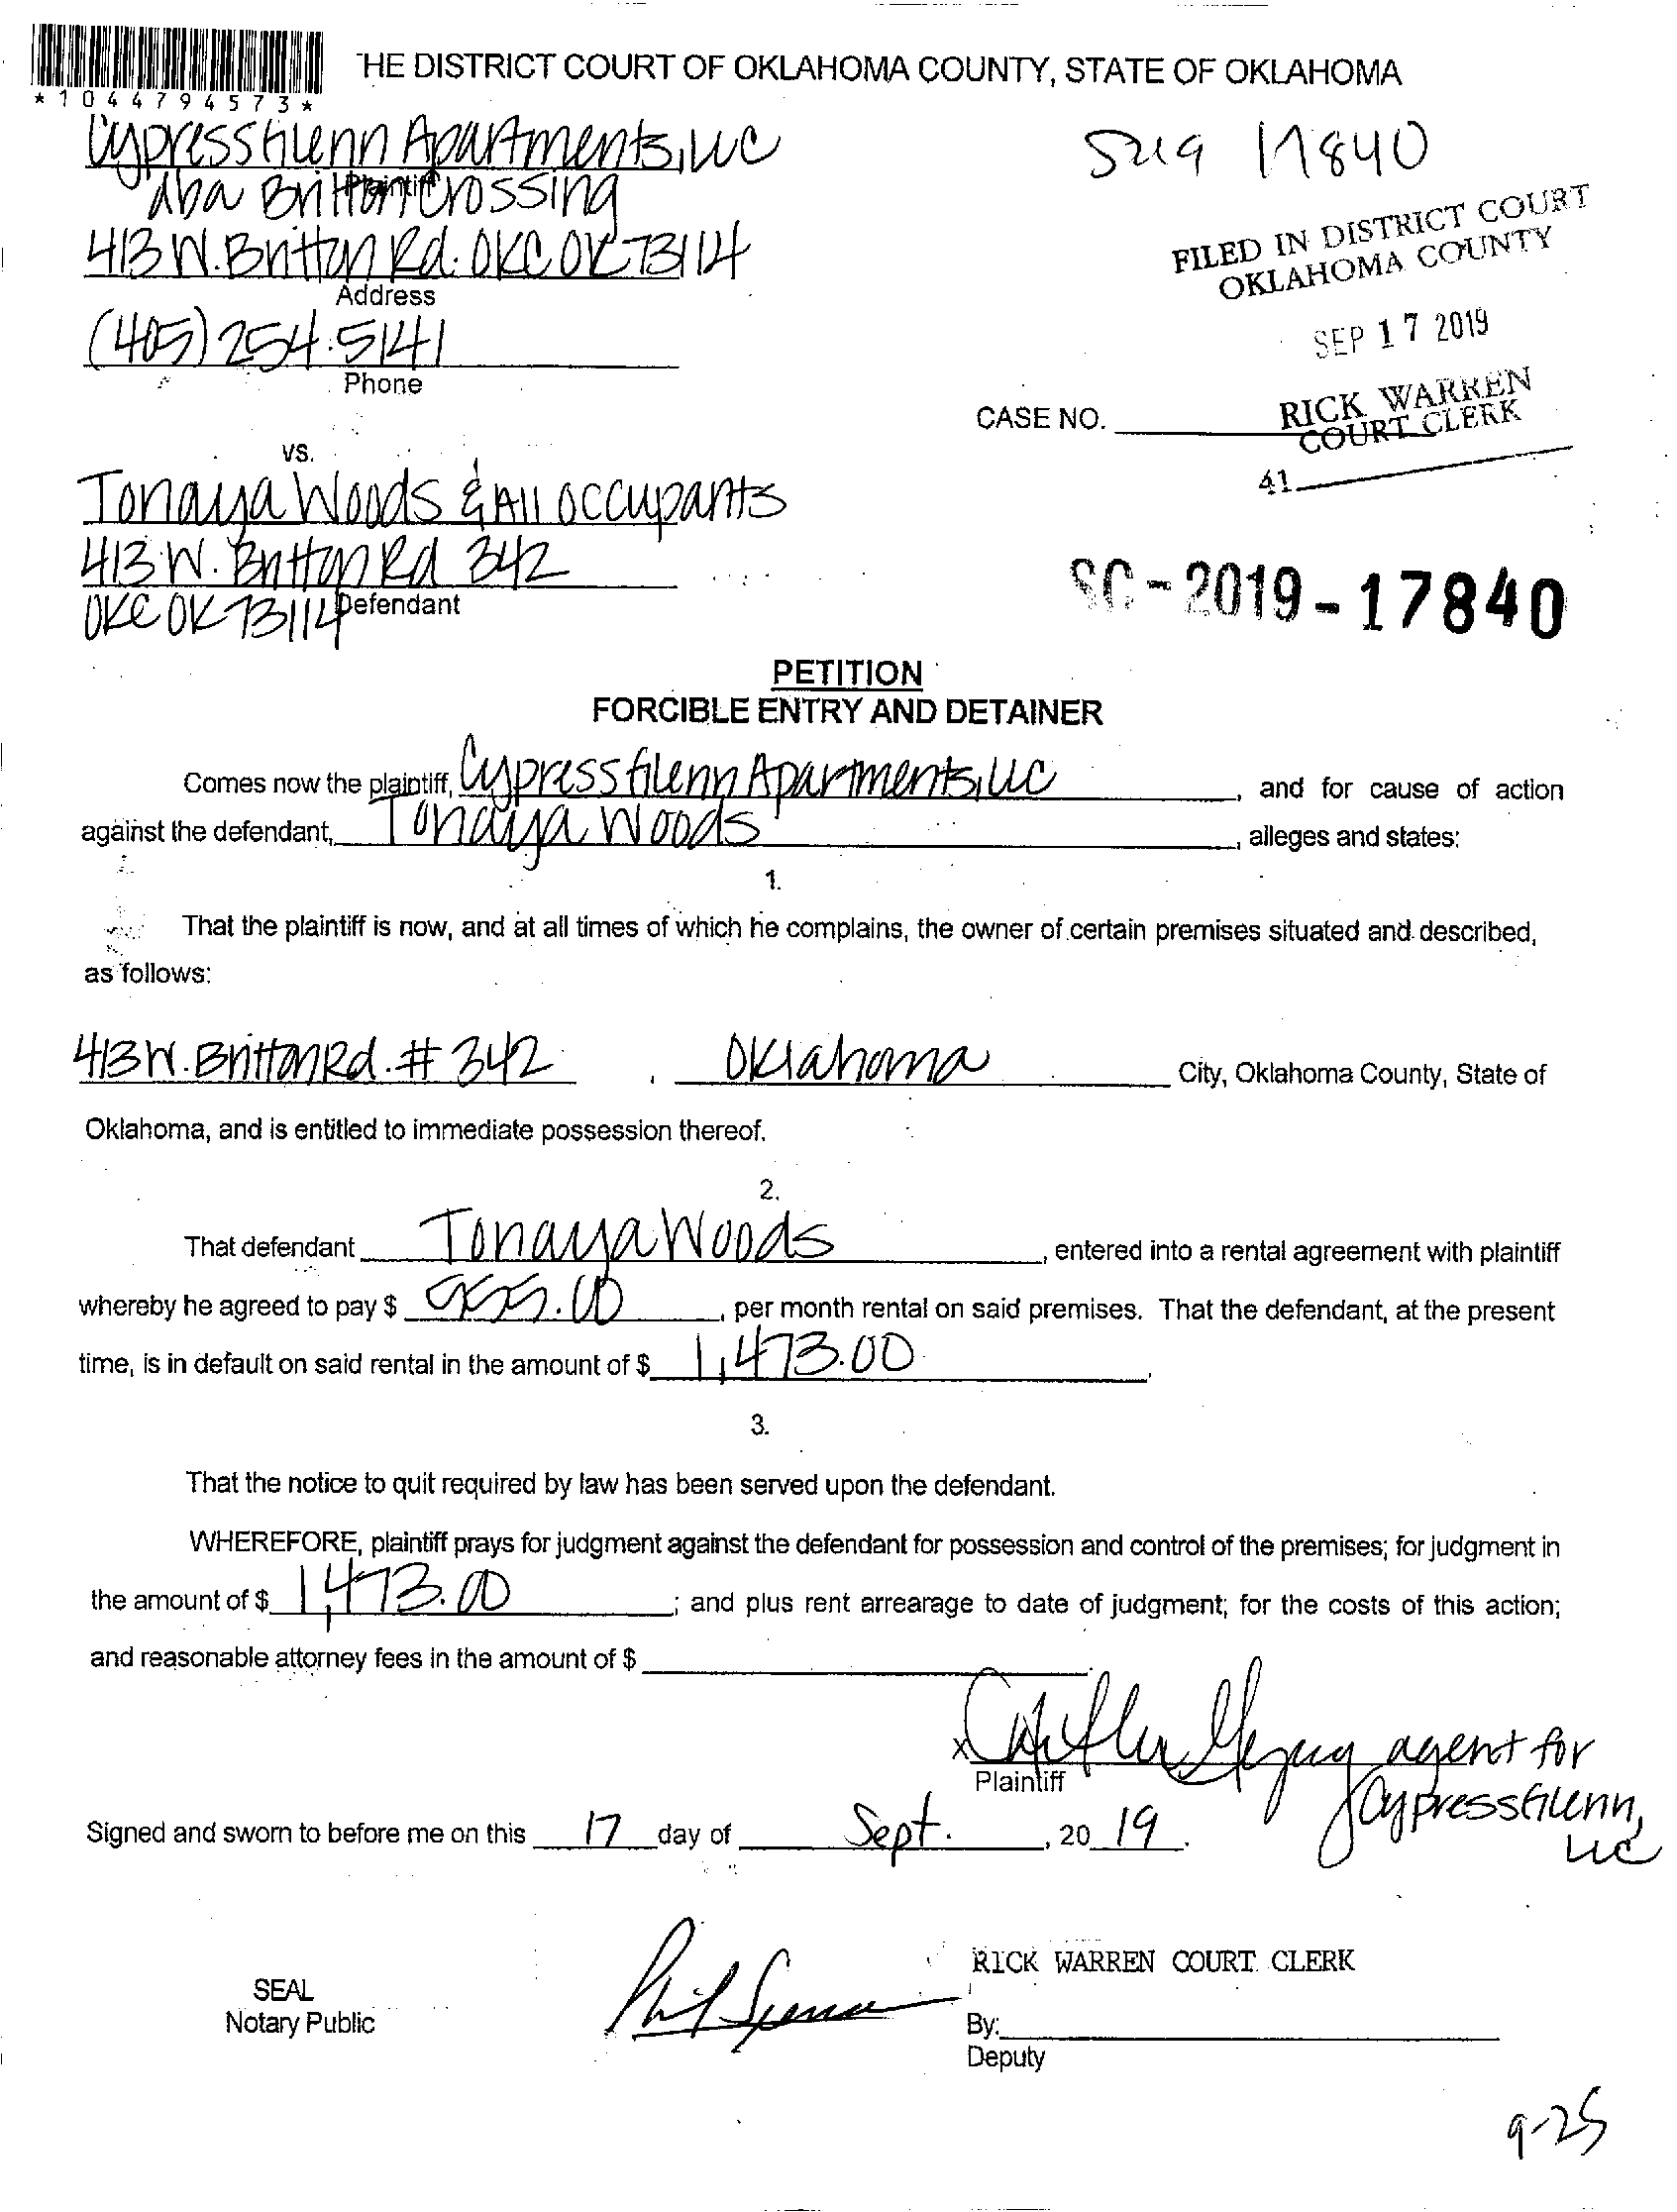 *1044794573*
HE DISTRICT COURT OF OKLAHOMA COUNTY, STATE OF OKLAHOMA
Cypress Glenn Apartments, LLC
Plaintiff
dba Britton Crossing
413 W. Britton Rd. OKC OK 73114
Address
(405) 254.5141
Phone
17840
FILED IN DISTRICT COURT
OKLAHOMA COUNTY
SEP 17 2019
RICK WARREN
COURT CLERK
CASE NO.
41
vs.
Tonaya Woods & All occupants
413 W. Britton Rd 342
OKC OK 73114 Defendant
SC-2019-17840
PETITION
FORCIBLE ENTRY AND DETAINER
Comes now the plaintiff, Cypress Glenn Apartments, LLC, and for cause of action
against the defendant, Tonaya Woods, alleges and states:
1.
That the plaintiff is now, and at all times of which he complains, the owner of certain premises situated and described,
as follows:
413 W. Britton Rd. # 342, Oklahoma City, Oklahoma County, State of
Oklahoma, and is entitled to immediate possession thereof.
2.
That defendant Tonaya Woods, entered into a rental agreement with plaintiff
whereby he agreed to pay $, per month rental on said premises. That the defendant, at the present
time, is in default on said rental in the amount of $ 1,473.00.
3.
That the notice to quit required by law has been served upon the defendant.
WHEREFORE, plaintiff prays for judgment against the defendant for possession and control of the premises; for judgment in
the amount of $ 1,473.00; and plus rent arrearage to date of judgment; for the costs of this action;
and reasonable attorney fees in the amount of $
x agent for
Plaintiff
Cypress Glenn,
LLC
Signed and sworn to before me on this 17 day of Sept., 20 19.
RICK WARREN COURT CLERK
SEAL
Notary Public
By:
Deputy
9-25